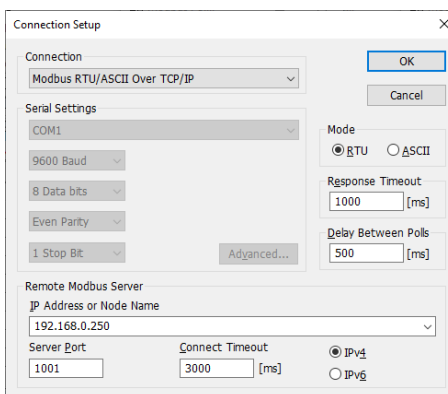 Connection Setup
Connection
Modbus RTU/ASCII Over TCP/IP
OK
Cancel
Serial Settings
COM1
9600 Baud
8 Data bits
Even Parity
1 Stop Bit
Advanced...
Mode
RTU ASCII
Response Timeout
1000 [ms]
Delay Between Polls
500 [ms]
Remote Modbus Server
IP Address or Node Name
192.168.0.250
Server Port Connect Timeout
1001 3000 [ms]
IPv4
IPv6